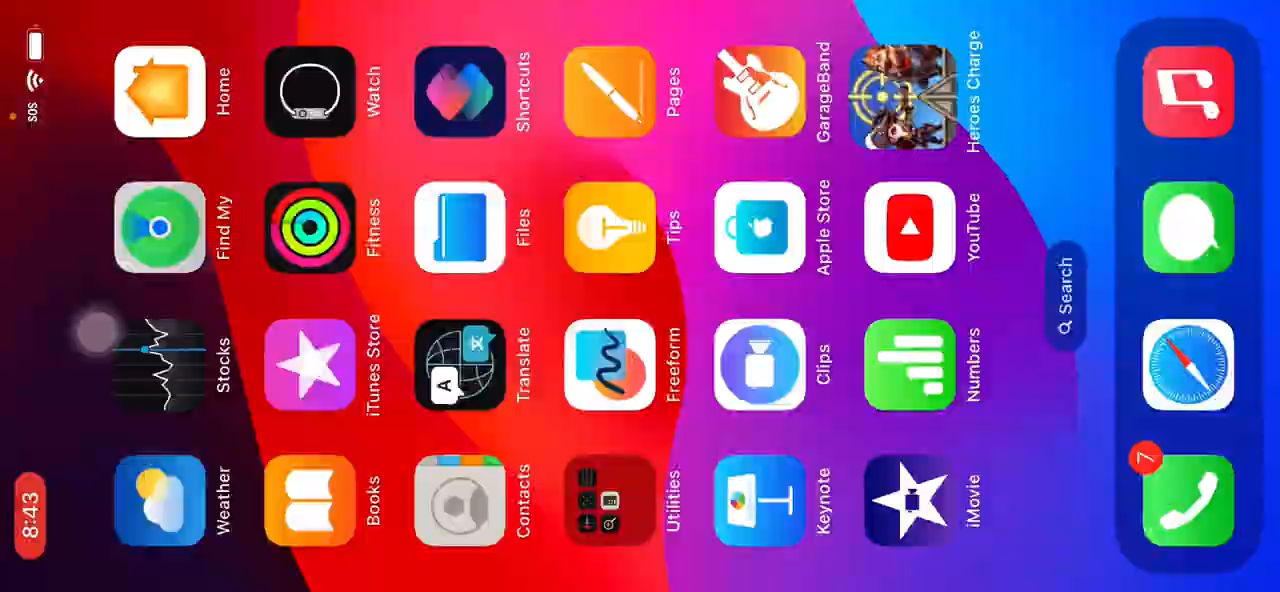 8:43
SOS
Weather
Stocks
Find My
Home
Books
iTunes Store
Fitness
Watch
Contacts
A
Translate
Files
Shortcuts
Utilities
Freeform
Tips
Pages
Keynote
Clips
Apple Store
GarageBand
iMovie
Numbers
YouTube
Heroes Charge
Search
7